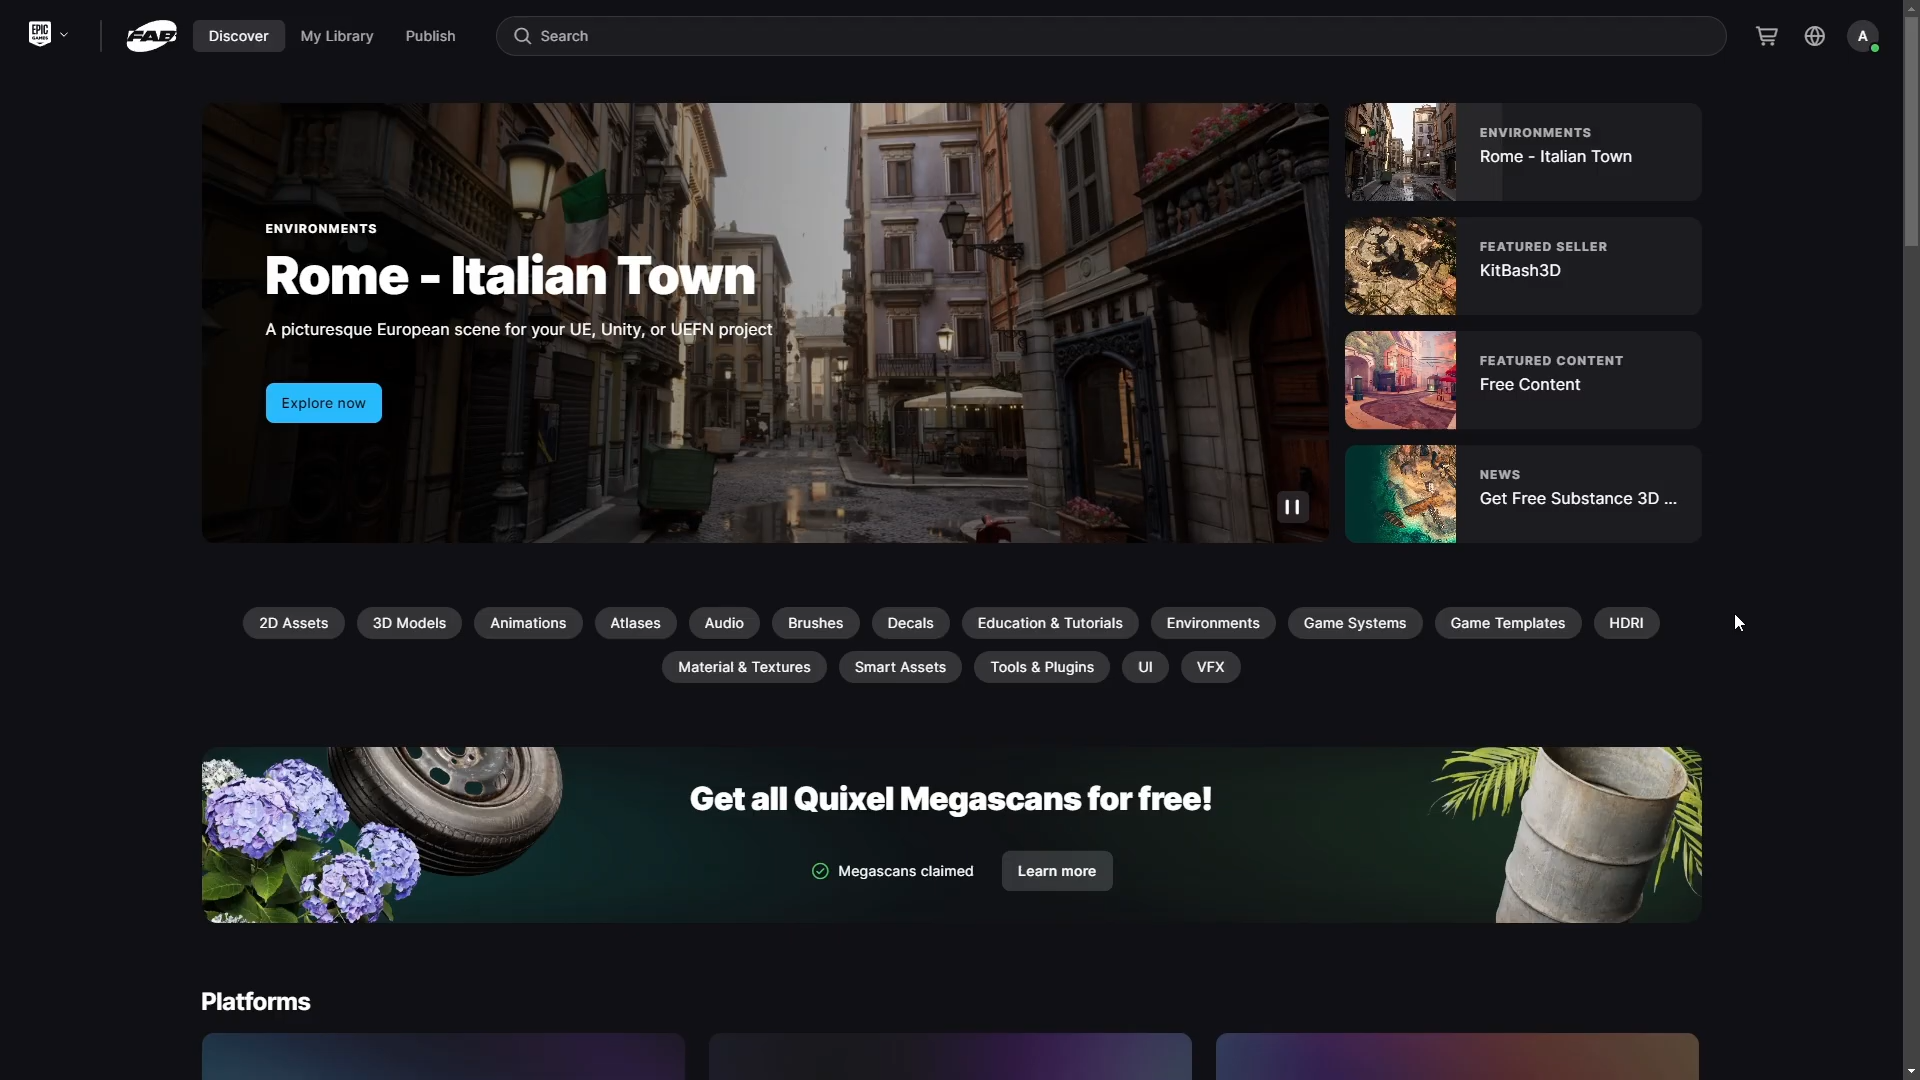 EPIC
GAMES
FAB
Discover
My Library
Publish
Search
A
ENVIRONMENTS
Rome - Italian Town
A picturesque European scene for your UE, Unity, or UEFN project
Explore now
ENVIRONMENTS
Rome - Italian Town
FEATURED SELLER
KitBash3D
FEATURED CONTENT
Free Content
NEWS
Get Free Substance 3D ...
2D Assets
3D Models
Animations
Atlases
Audio
Brushes
Decals
Education & Tutorials
Environments
Game Systems
Game Templates
HDRI
Material & Textures
Smart Assets
Tools & Plugins
UI
VFX
Get all Quixel Megascans for free!
Megascans claimed
Learn more
Platforms